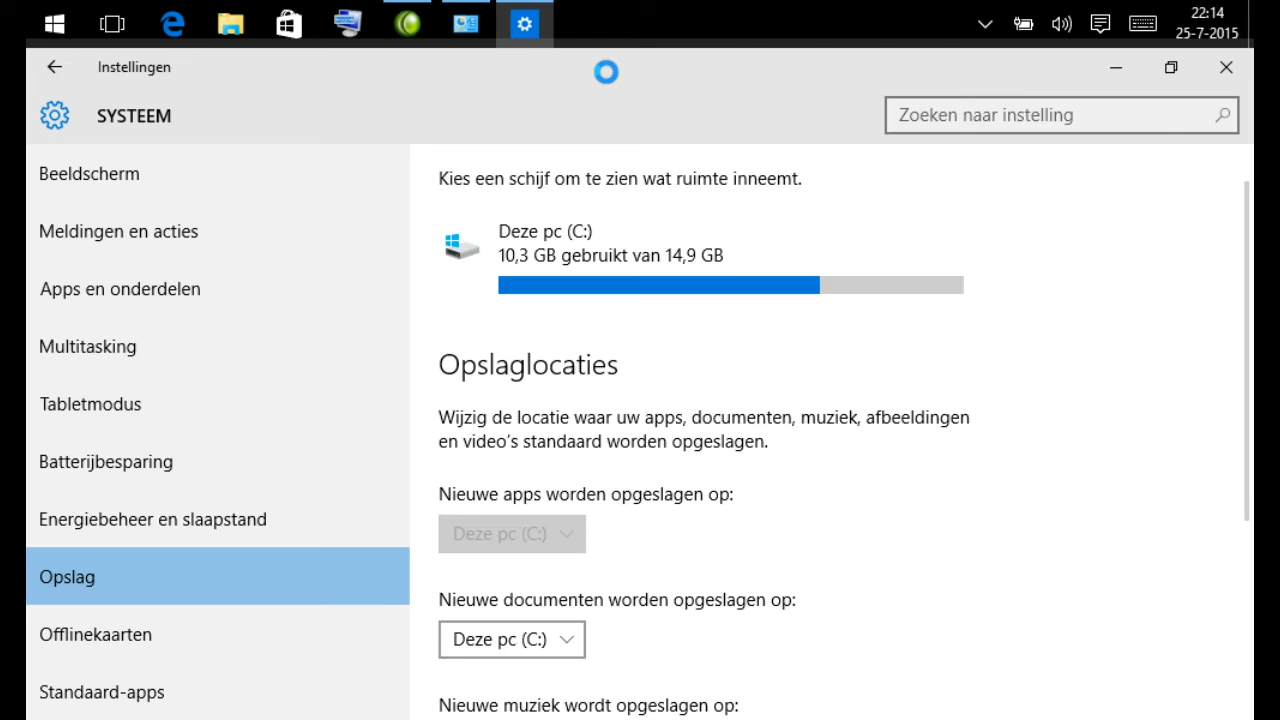 22:14
25-7-2015
Instellingen
SYSTEEM
Zoeken naar instelling
Beeldscherm
Meldingen en acties
Apps en onderdelen
Multitasking
Tabletmodus
Batterijbesparing
Energiebeheer en slaapstand
Opslag
Offlinekaarten
Standaard-apps
Kies een schijf om te zien wat ruimte inneemt.
Deze pc (C:)
10,3 GB gebruikt van 14,9 GB
Opslaglocaties
Wijzig de locatie waar uw apps, documenten, muziek, afbeeldingen
en video's standaard worden opgeslagen.
Nieuwe apps worden opgeslagen op:
Deze pc (C:)
Nieuwe documenten worden opgeslagen op:
Deze pc (C:)
Nieuwe muziek wordt opgeslagen op: